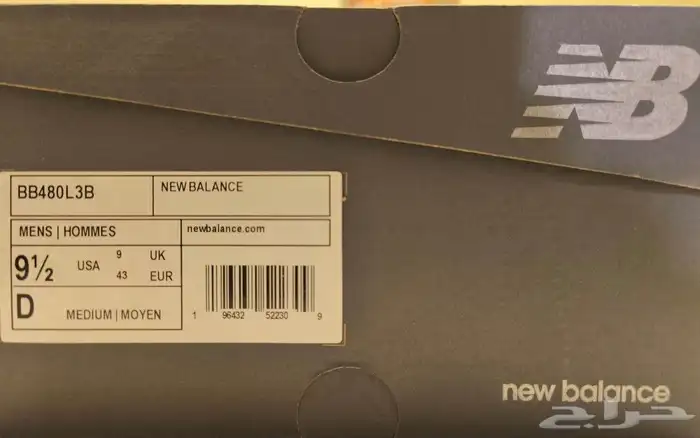 NB
BB480L3B
NEW BALANCE
MENS | HOMMES
newbalance.com
9½ USA 9 UK
43 EUR
D MEDIUM | MOYEN
1 96432 52230 9
new balance
حراج